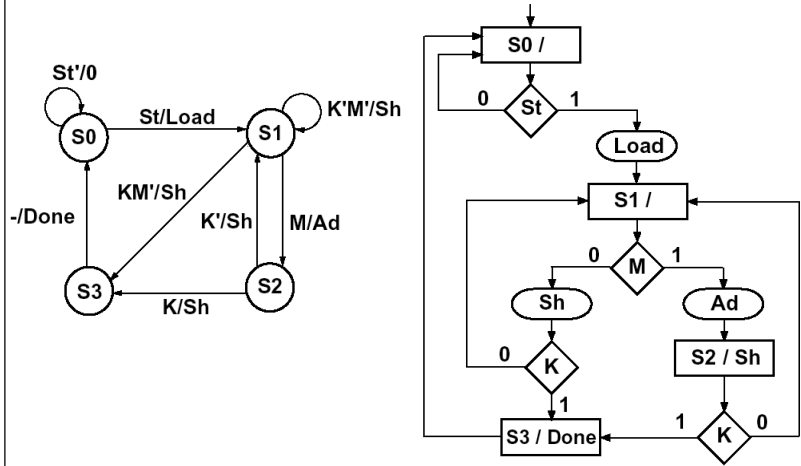 St'/0
S0
St/Load
S1
K'M'/Sh
KM'/Sh
K'/Sh
M/Ad
-/Done
S3
K/Sh
S2
S0 /
0
St
1
Load
S1 /
0
M
1
Sh
Ad
0
K
1
S2 / Sh
S3 / Done
1
K
0